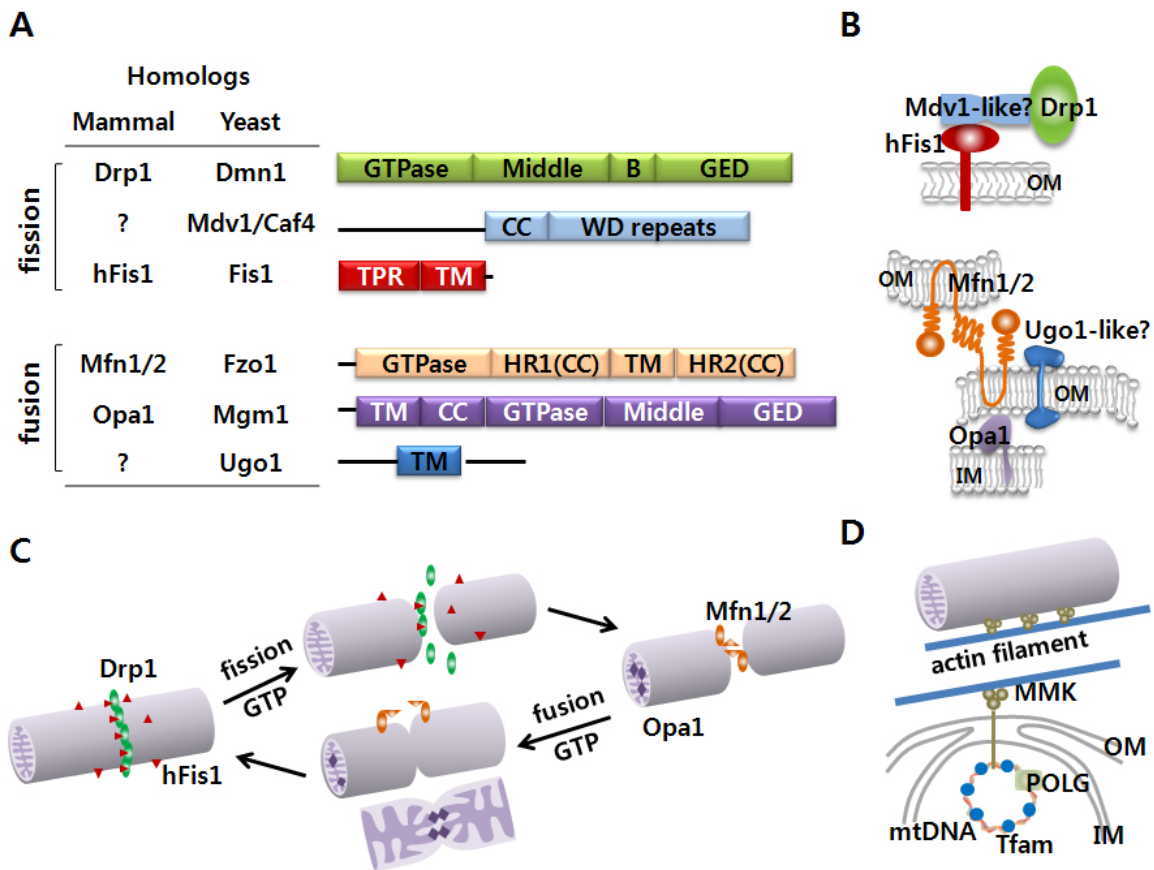 A
Homologs
Mammal Yeast
fission
Drp1 Dmn1 GTPase Middle B GED
? Mdv1/Caf4 CC WD repeats
hFis1 Fis1 TPR TM
fusion
Mfn1/2 Fzo1 GTPase HR1(CC) TM HR2(CC)
Opa1 Mgm1 TM CC GTPase Middle GED
? Ugo1 TM
B
Mdv1-like? Drp1
hFis1
OM
OM
Mfn1/2
Ugo1-like?
OM
Opa1
IM
C
Drp1
hFis1
fission
GTP
Mfn1/2
Opa1
fusion
GTP
D
actin filament
MMK
OM
POLG
mtDNA
Tfam
IM